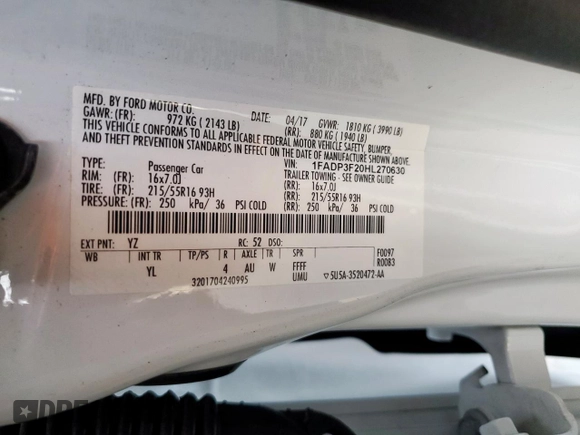 MFD. BY FORD MOTOR CO.
DATE: 04/17 GVWR: 1810 KG ( 3990 LB)
GAWR: (FR): 972 KG ( 2143 LB) (RR): 880 KG ( 1940 LB)
THIS VEHICLE CONFORMS TO ALL APPLICABLE FEDERAL MOTOR VEHICLE SAFETY, BUMPER,
AND THEFT PREVENTION STANDARDS IN EFFECT ON THE DATE OF MANUFACTURE SHOWN ABOVE.
VIN: 1FADP3F20HL270630
TYPE: Passenger Car TRAILER TOWING - SEE OWNER GUIDE
RIM: (FR) 16x7.0J (RR): 16x7.0J
TIRE: (FR) 215/55R16 93H (RR): 215/55R16 93H
PRESSURE: (FR) 250 kPa/ 36 PSI COLD (RR): 250 kPa/ 36 PSI COLD
EXT PNT: YZ RC: 52 DSO:
WB INT TR TP/PS R AXLE TR SPR F0097
YL 4 AU W FFFF R0083
UMU ▽5U5A-3520472-AA
3201704240995